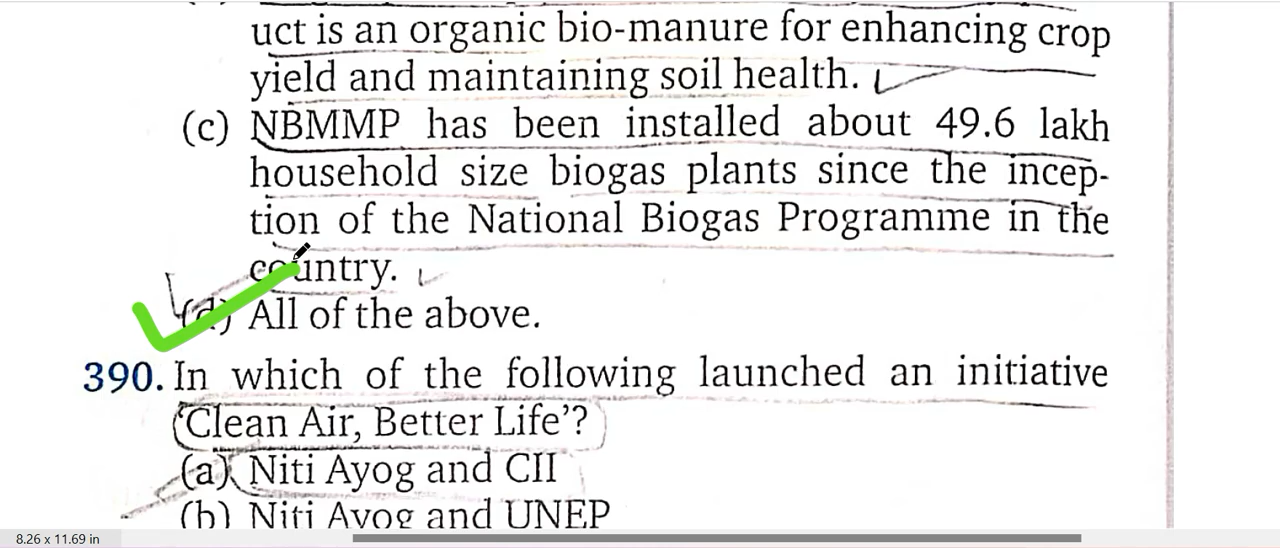 uct is an organic bio-manure for enhancing crop
yield and maintaining soil health.
(c) NBMMP has been installed about 49.6 lakh
household size biogas plants since the incep-
tion of the National Biogas Programme in the
country.
(d) All of the above.
390. In which of the following launched an initiative
'Clean Air, Better Life'?
(a) Niti Ayog and CII
(b) Niti Ayog and UNEP
8.26 x 11.69 in